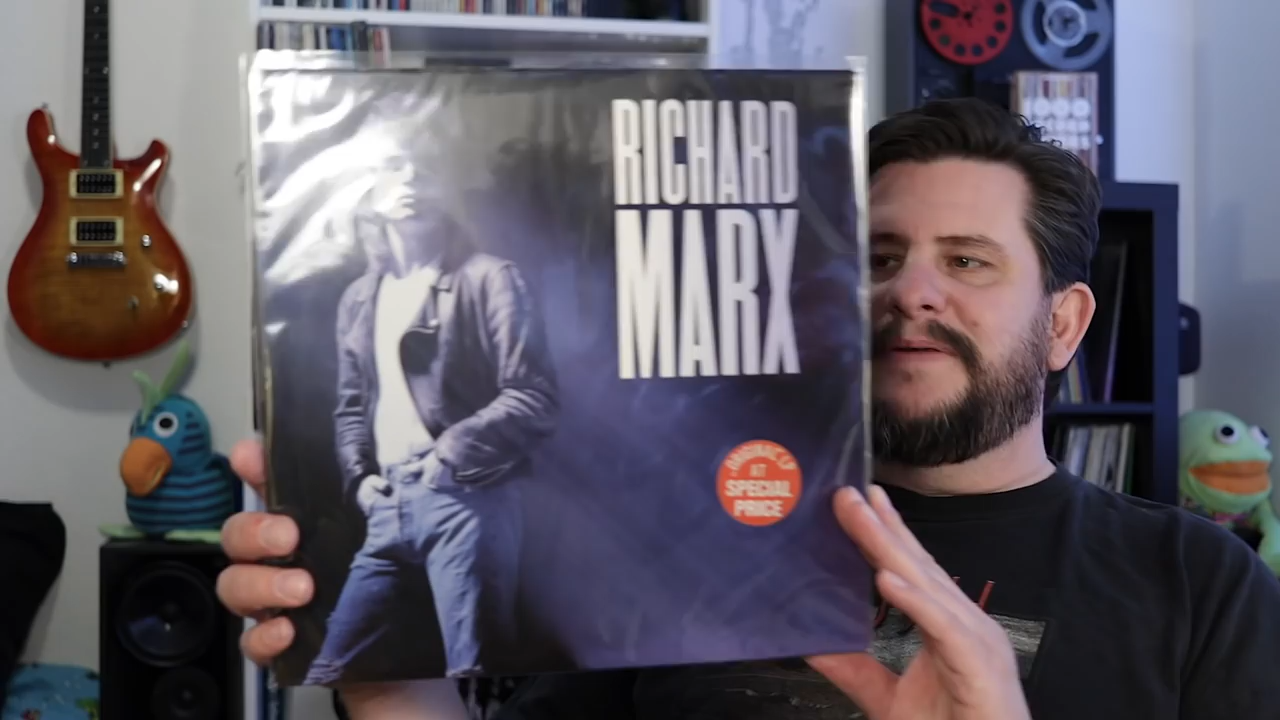 RICHARD
MARX
ORIGINAL LP
AT
SPECIAL
PRICE